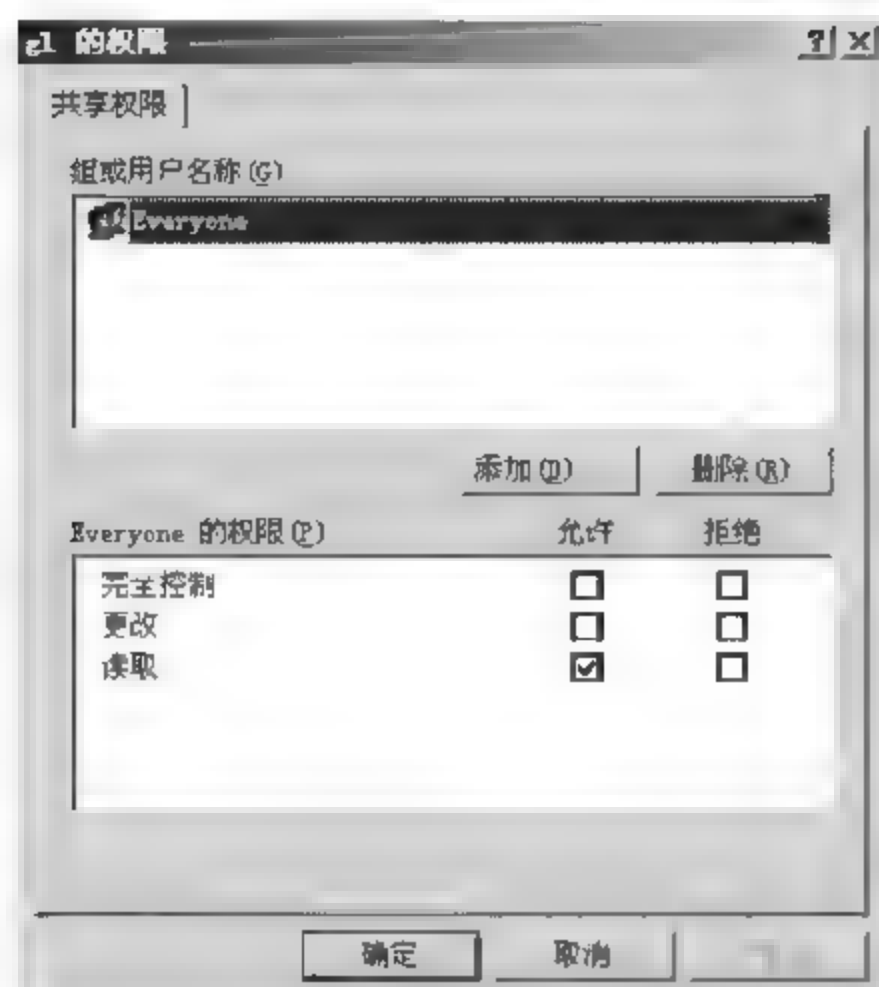 gl 的权限
共享权限
组或用户名称(G)
Everyone
添加(D)
删除(R)
Everyone 的权限(P) 允许 拒绝
完全控制
更改
读取
确定
取消